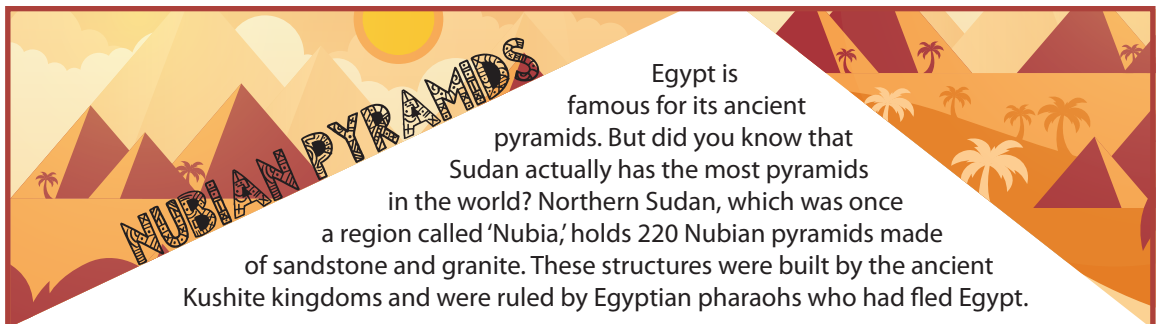 NUBIAN PYRAMIDS
Egypt is
famous for its ancient
pyramids. But did you know that
Sudan actually has the most pyramids
in the world? Northern Sudan, which was once
a region called ‘Nubia,’ holds 220 Nubian pyramids made
of sandstone and granite. These structures were built by the ancient
Kushite kingdoms and were ruled by Egyptian pharaohs who had fled Egypt.